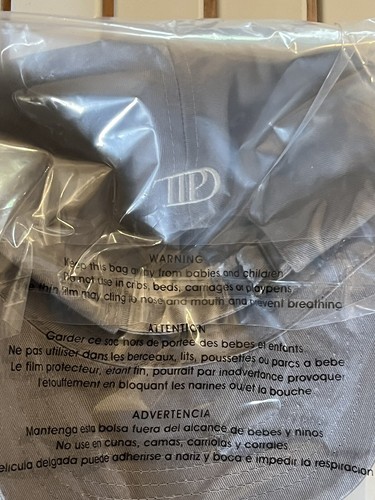 WARNING
Keep this bag away from babies and children
Do not use in cribs, beds, carriages or playpens
thin film may cling to nose and mouth and prevent breathing
ATTENTION
Garder ce sac hors de portée des bebes et enfants.
Ne pas utiliser dans les berceaux, lits, poussettes ou parcs a bebe
Le film protecteur, étant fin, pourrait par inadvertance provoquer
l'etouffement en bloquant les narines ou/et la bouche
ADVERTENCIA
Mantenga esta bolsa fuera del alcance de bebes y ninos
No use en cunas, camas, carriolas y corrales
elicula delgada puede adherirse a nariz y boca e impedir la respiracion